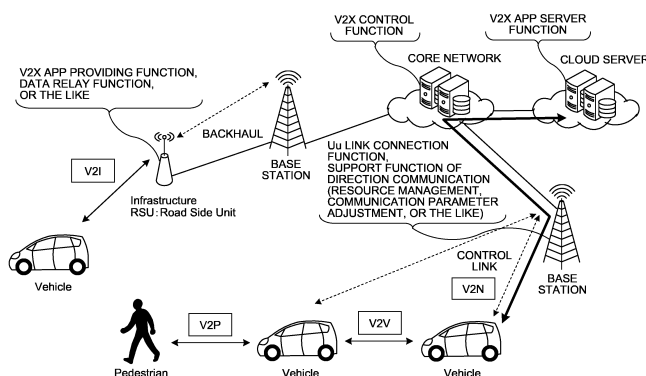 V2X CONTROL
FUNCTION
V2X APP SERVER
FUNCTION
CORE NETWORK
CLOUD SERVER
V2X APP PROVIDING FUNCTION,
DATA RELAY FUNCTION,
OR THE LIKE
BACKHAUL
BASE
STATION
V2I
Infrastructure
RSU:Road Side Unit
Uu LINK CONNECTION
FUNCTION,
SUPPORT FUNCTION OF
DIRECTION COMMUNICATION
(RESOURCE MANAGEMENT,
COMMUNICATION PARAMETER
ADJUSTMENT, OR THE LIKE)
Vehicle
CONTROL
LINK
V2N
BASE
STATION
V2P
V2V
Pedestrian
Vehicle
Vehicle